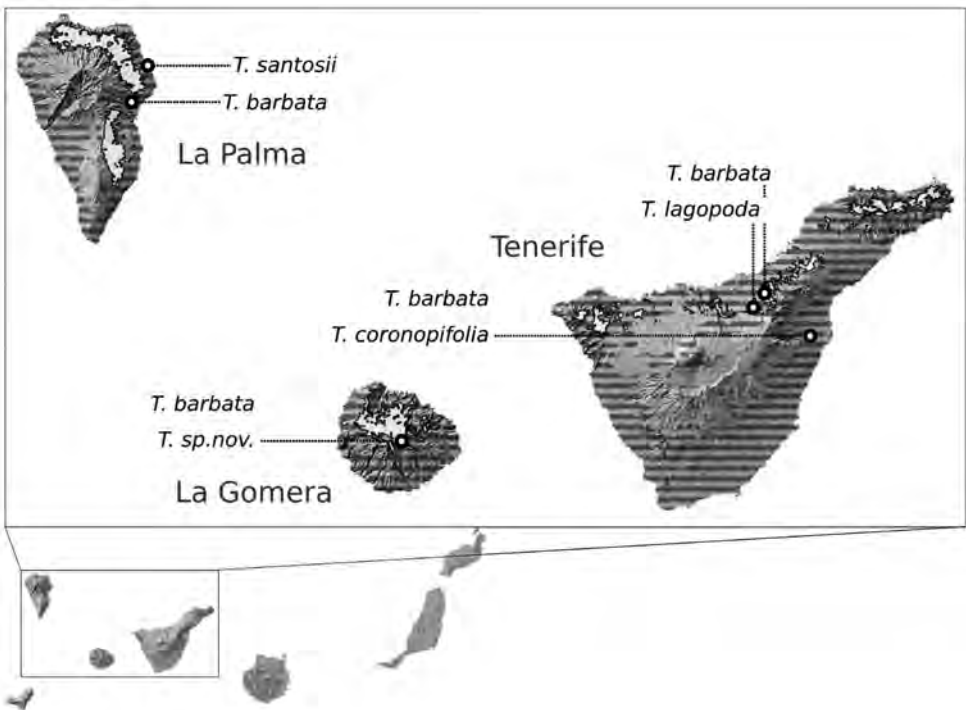 T. santosii
T. barbata
La Palma
T. barbata
T. lagopoda
Tenerife
T. barbata
T. coronopifolia
T. barbata
T. sp.nov.
La Gomera